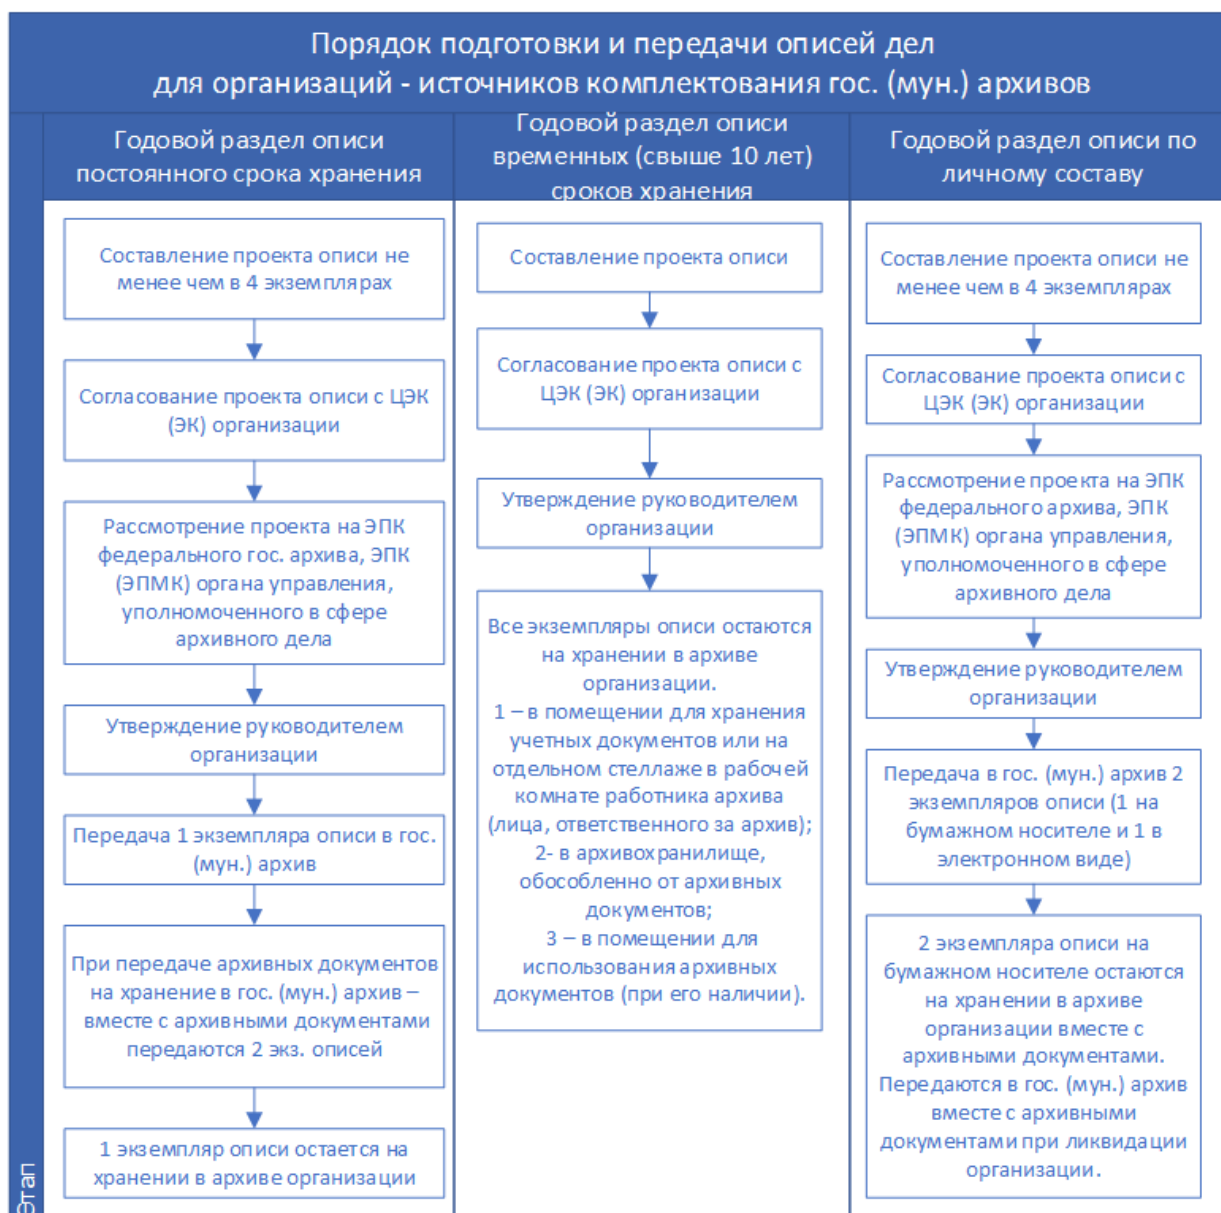 Порядок подготовки и передачи описей дел
для организаций - источников комплектования гос. (мун.) архивов
Этап
Годовой раздел описи
постоянного срока хранения
Составление проекта описи не
менее чем в 4 экземплярах
Согласование проекта описи с ЦЭК
(ЭК) организации
Рассмотрение проекта на ЭПК
федерального гос. архива, ЭПК
(ЭПМК) органа управления,
уполномоченного в сфере
архивного дела
Утверждение руководителем
организации
Передача 1 экземпляра описи в гос.
(мун.) архив
При передаче архивных документов
на хранение в гос. (мун.) архив –
вместе с архивными документами
передаются 2 экз. описей
1 экземпляр описи остается на
хранении в архиве организации
Годовой раздел описи
временных (свыше 10 лет)
сроков хранения
Составление проекта описи
Согласование проекта описи с
ЦЭК (ЭК) организации
Утверждение руководителем
организации
Все экземпляры описи остаются
на хранении в архиве
организации.
1 – в помещении для хранения
учетных документов или на
отдельном стеллаже в рабочей
комнате работника архива
(лица, ответственного за архив);
2- в архивохранилище,
обособленно от архивных
документов;
3 – в помещении для
использования архивных
документов (при его наличии).
Годовой раздел описи по
личному составу
Составление проекта описи не
менее чем в 4 экземплярах
Согласование проекта описи с
ЦЭК (ЭК) организации
Рассмотрение проекта на ЭПК
федерального архива, ЭПК
(ЭПМК) органа управления,
уполномоченного в сфере
архивного дела
Утверждение руководителем
организации
Передача в гос. (мун.) архив 2
экземпляров описи (1 на
бумажном носителе и 1 в
электронном виде)
2 экземпляра описи на
бумажном носителе остаются
на хранении в архиве
организации вместе с
архивными документами.
Передаются в гос. (мун.) архив
вместе с архивными
документами при ликвидации
организации.